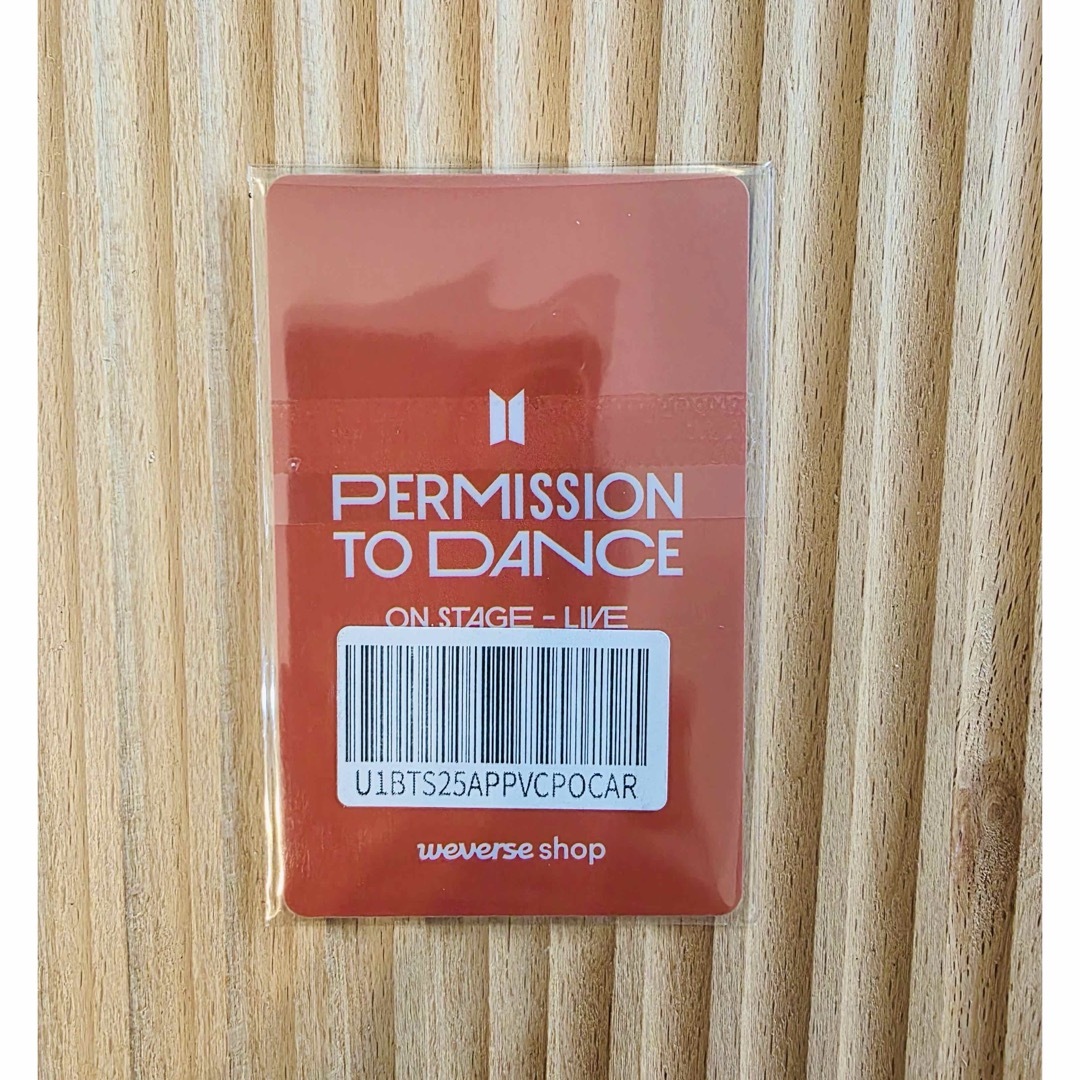 PERMISSION
TO DANCE
ON STAGE - LIVE
U1BTS25APPVCPOCAR
weverse shop